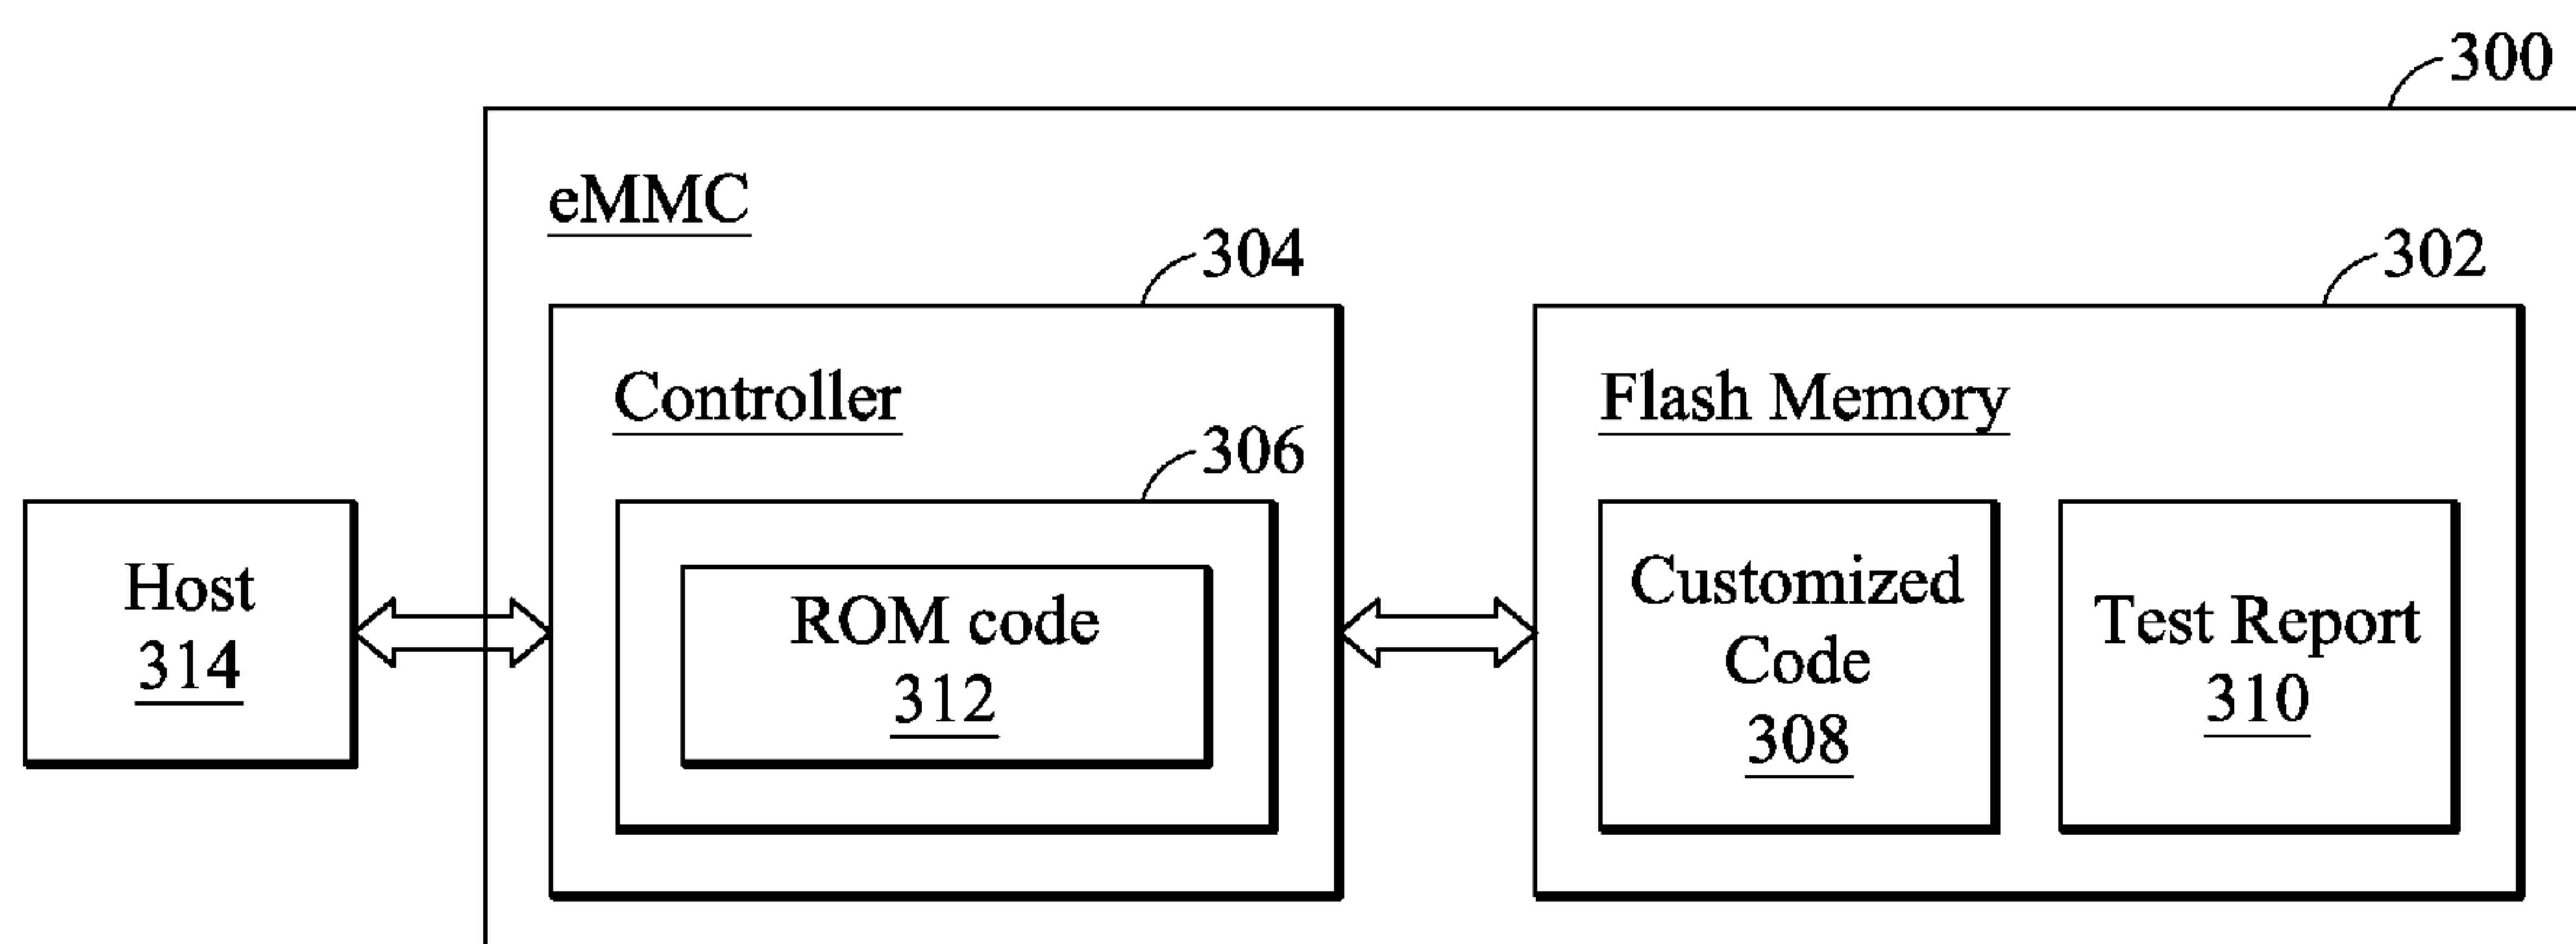 300
eMMC
304
302
Controller
Flash Memory
306
Host
314
ROM code
312
Customized
Code
308
Test Report
310